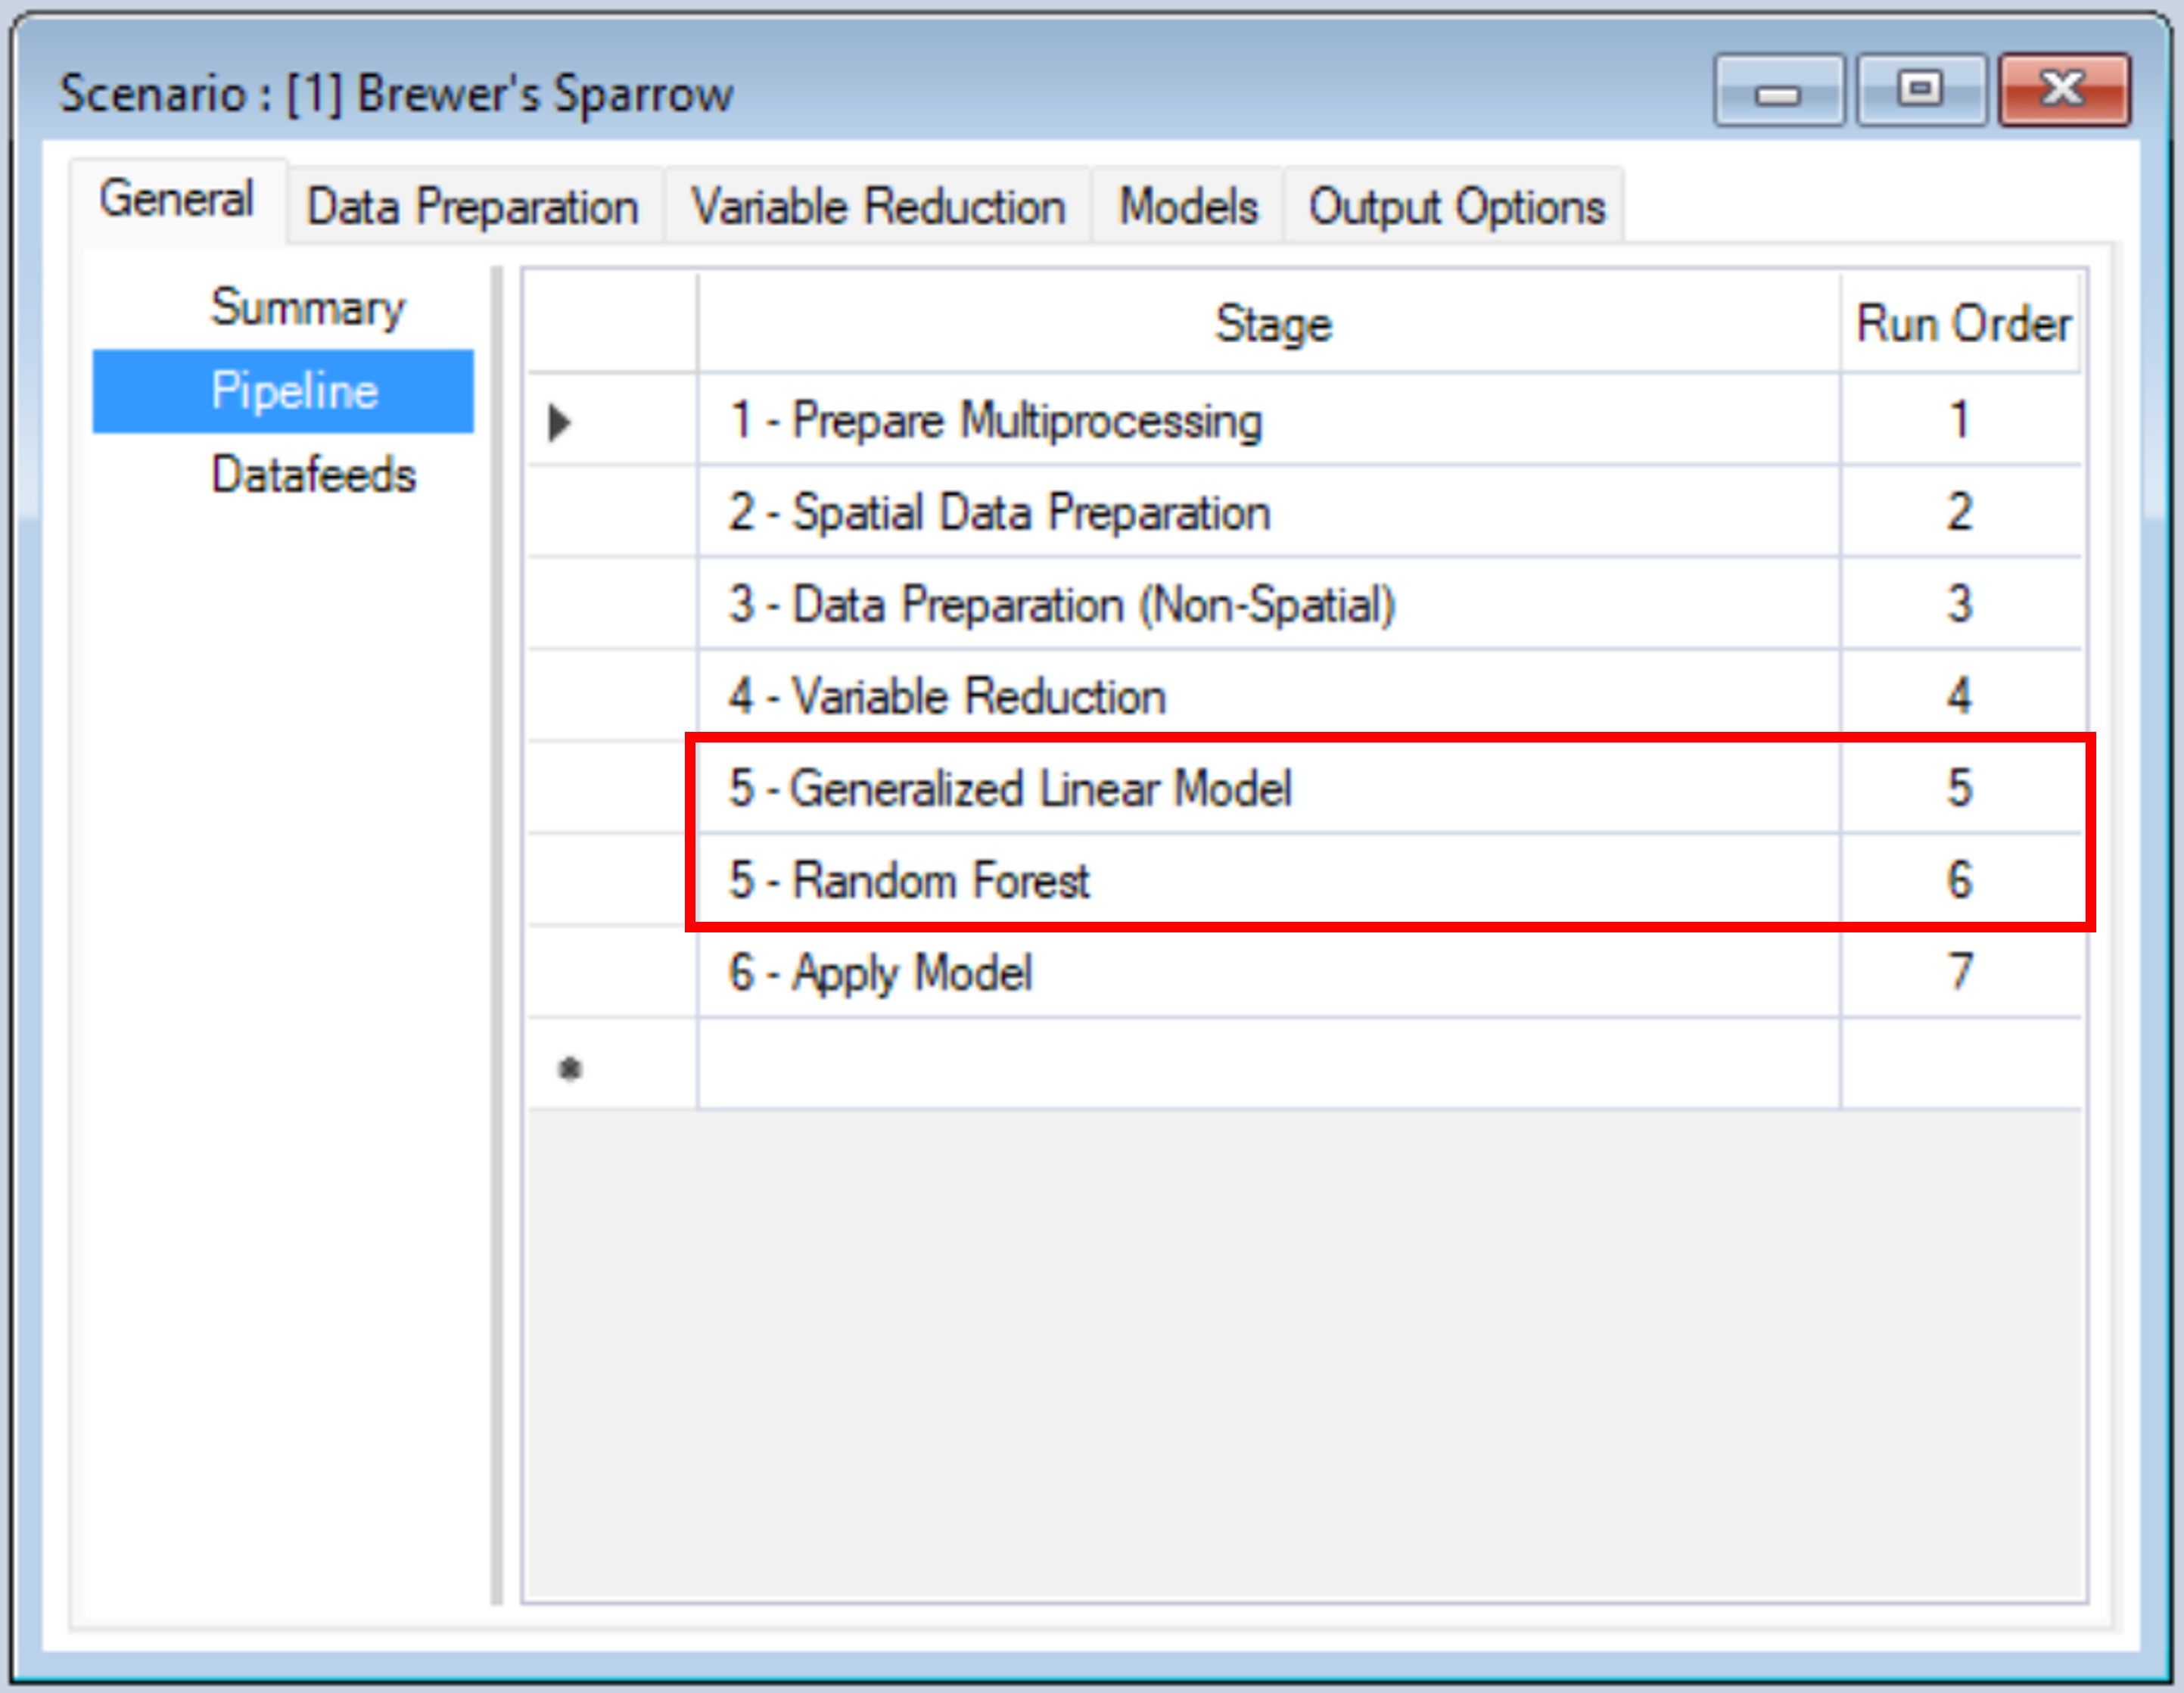 Scenario : [1] Brewer's Sparrow
General Data Preparation Variable Reduction Models Output Options
Summary
Pipeline
Datafeeds
Stage Run Order
1 - Prepare Multiprocessing 1
2 - Spatial Data Preparation 2
3 - Data Preparation (Non-Spatial) 3
4 - Variable Reduction 4
5 - Generalized Linear Model 5
5 - Random Forest 6
6 - Apply Model 7